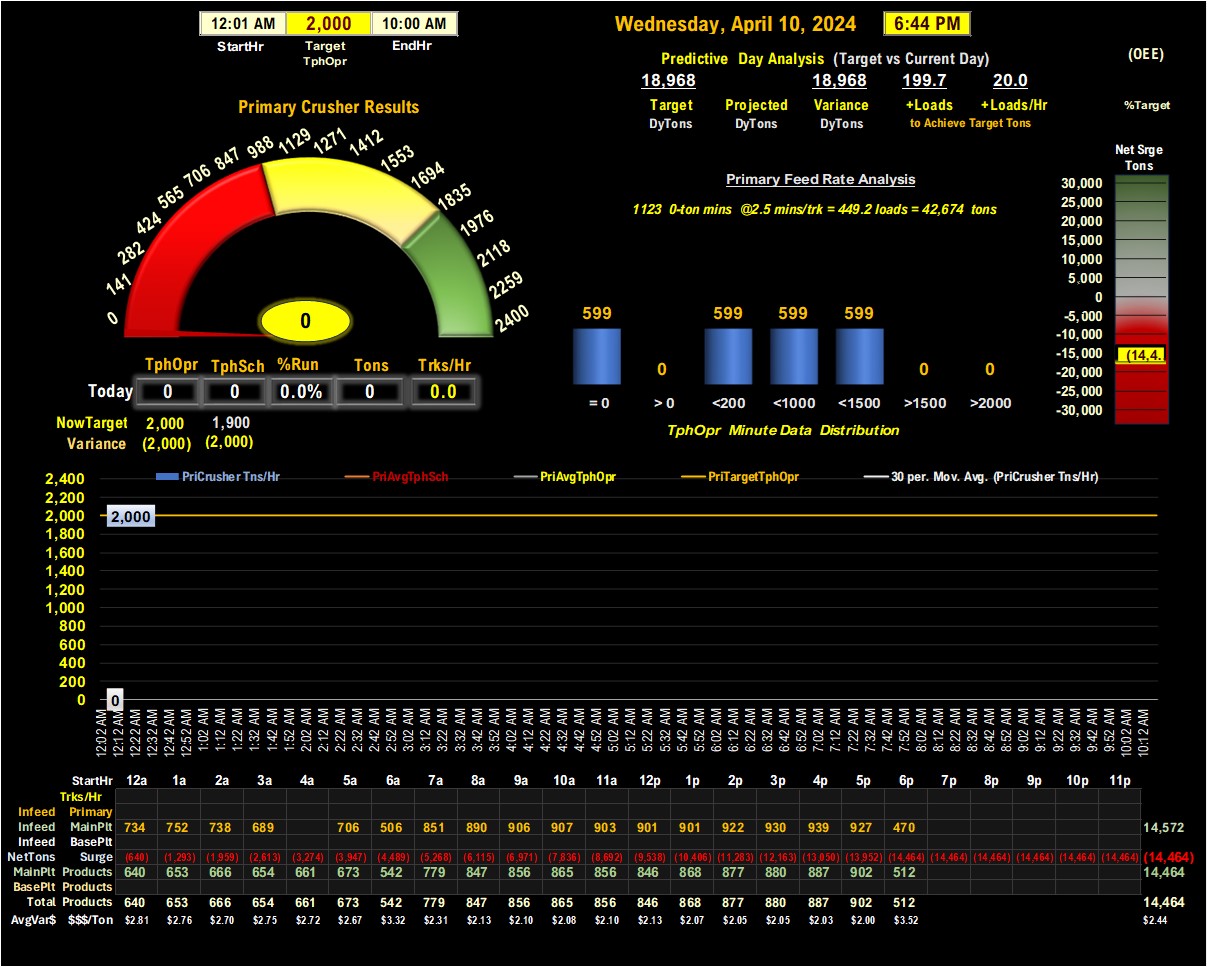 12:01 AM 2,000 10:00 AM
StartHr Target EndHr
TphOpr
Wednesday, April 10, 2024 6:44 PM
Predictive Day Analysis (Target vs Current Day)
18,968 18,968 199.7 20.0
Target Projected Variance +Loads +Loads/Hr
DyTons DyTons DyTons to Achieve Target Tons
(OEE)
%Target
Primary Crusher Results
0 141 282 424 565 706 847 988 1129 1271 1412 1553 1694 1835 1976 2118 2259 2400
0
TphOpr TphSch %Run Tons Trks/Hr
Today 0 0 0.0% 0 0.0
NowTarget 2,000 1,900
Variance (2,000) (2,000)
Primary Feed Rate Analysis
1123 0-ton mins @2.5 mins/trk = 449.2 loads = 42,674 tons
599 0 599 599 599 0 0
= 0 > 0 <200 <1000 <1500 >1500 >2000
TphOpr Minute Data Distribution
Net Srge
Tons
30,000
25,000
20,000
15,000
10,000
5,000
0
-5,000
-10,000
-15,000 (14,4.
-20,000
-25,000
-30,000
PriCrusher Tns/Hr PriAvgTphSch PriAvgTphOpr PriTargetTphOpr 30 per. Mov. Avg. (PriCrusher Tns/Hr)
2,400
2,200
2,000 2,000
1,800
1,600
1,400
1,200
1,000
800
600
400
200
0 0
12:02 AM 12:12 AM 12:22 AM 12:32 AM 12:42 AM 12:52 AM 1:02 AM 1:12 AM 1:22 AM 1:32 AM 1:42 AM 1:52 AM 2:02 AM 2:12 AM 2:22 AM 2:32 AM 2:42 AM 2:52 AM 3:02 AM 3:12 AM 3:22 AM 3:32 AM 3:42 AM 3:52 AM 4:02 AM 4:12 AM 4:22 AM 4:32 AM 4:42 AM 4:52 AM 5:02 AM 5:12 AM 5:22 AM 5:32 AM 5:42 AM 5:52 AM 6:02 AM 6:12 AM 6:22 AM 6:32 AM 6:42 AM 6:52 AM 7:02 AM 7:12 AM 7:22 AM 7:32 AM 7:42 AM 7:52 AM 8:02 AM 8:12 AM 8:22 AM 8:32 AM 8:42 AM 8:52 AM 9:02 AM 9:12 AM 9:22 AM 9:32 AM 9:42 AM 9:52 AM 10:02 AM 10:12 AM
StartHr 12a 1a 2a 3a 4a 5a 6a 7a 8a 9a 10a 11a 12p 1p 2p 3p 4p 5p 6p 7p 8p 9p 10p 11p
Trks/Hr
Infeed Primary
Infeed MainPlt 734 752 738 689 706 506 851 890 906 907 903 901 901 922 930 939 927 470 14,572
Infeed BasePlt
NetTons Surge (640) (1,293) (1,959) (2,613) (3,274) (3,947) (4,489) (5,268) (6,115) (6,971) (7,836) (8,692) (9,538) (10,406) (11,283) (12,163) (13,050) (13,952) (14,464) (14,464) (14,464) (14,464) (14,464) (14,464) (14,464)
MainPlt Products 640 653 666 654 661 673 542 779 847 856 865 856 846 868 877 880 887 902 512 14,464
BasePlt Products
Total Products 640 653 666 654 661 673 542 779 847 856 865 856 846 868 877 880 887 902 512 14,464
AvgVar$ $$$/Ton $2.81 $2.76 $2.70 $2.75 $2.72 $2.67 $3.32 $2.31 $2.13 $2.10 $2.08 $2.10 $2.13 $2.07 $2.05 $2.05 $2.03 $2.00 $3.52 $2.44